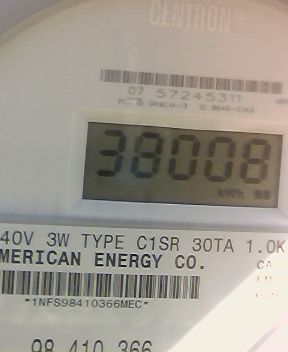 CENTRON®
07 57245311
38008
kWh
40V 3W TYPE C1SR 30TA 1.0K
MERICAN ENERGY CO.
CA
*1NFS98410366MEC*
98 410 366